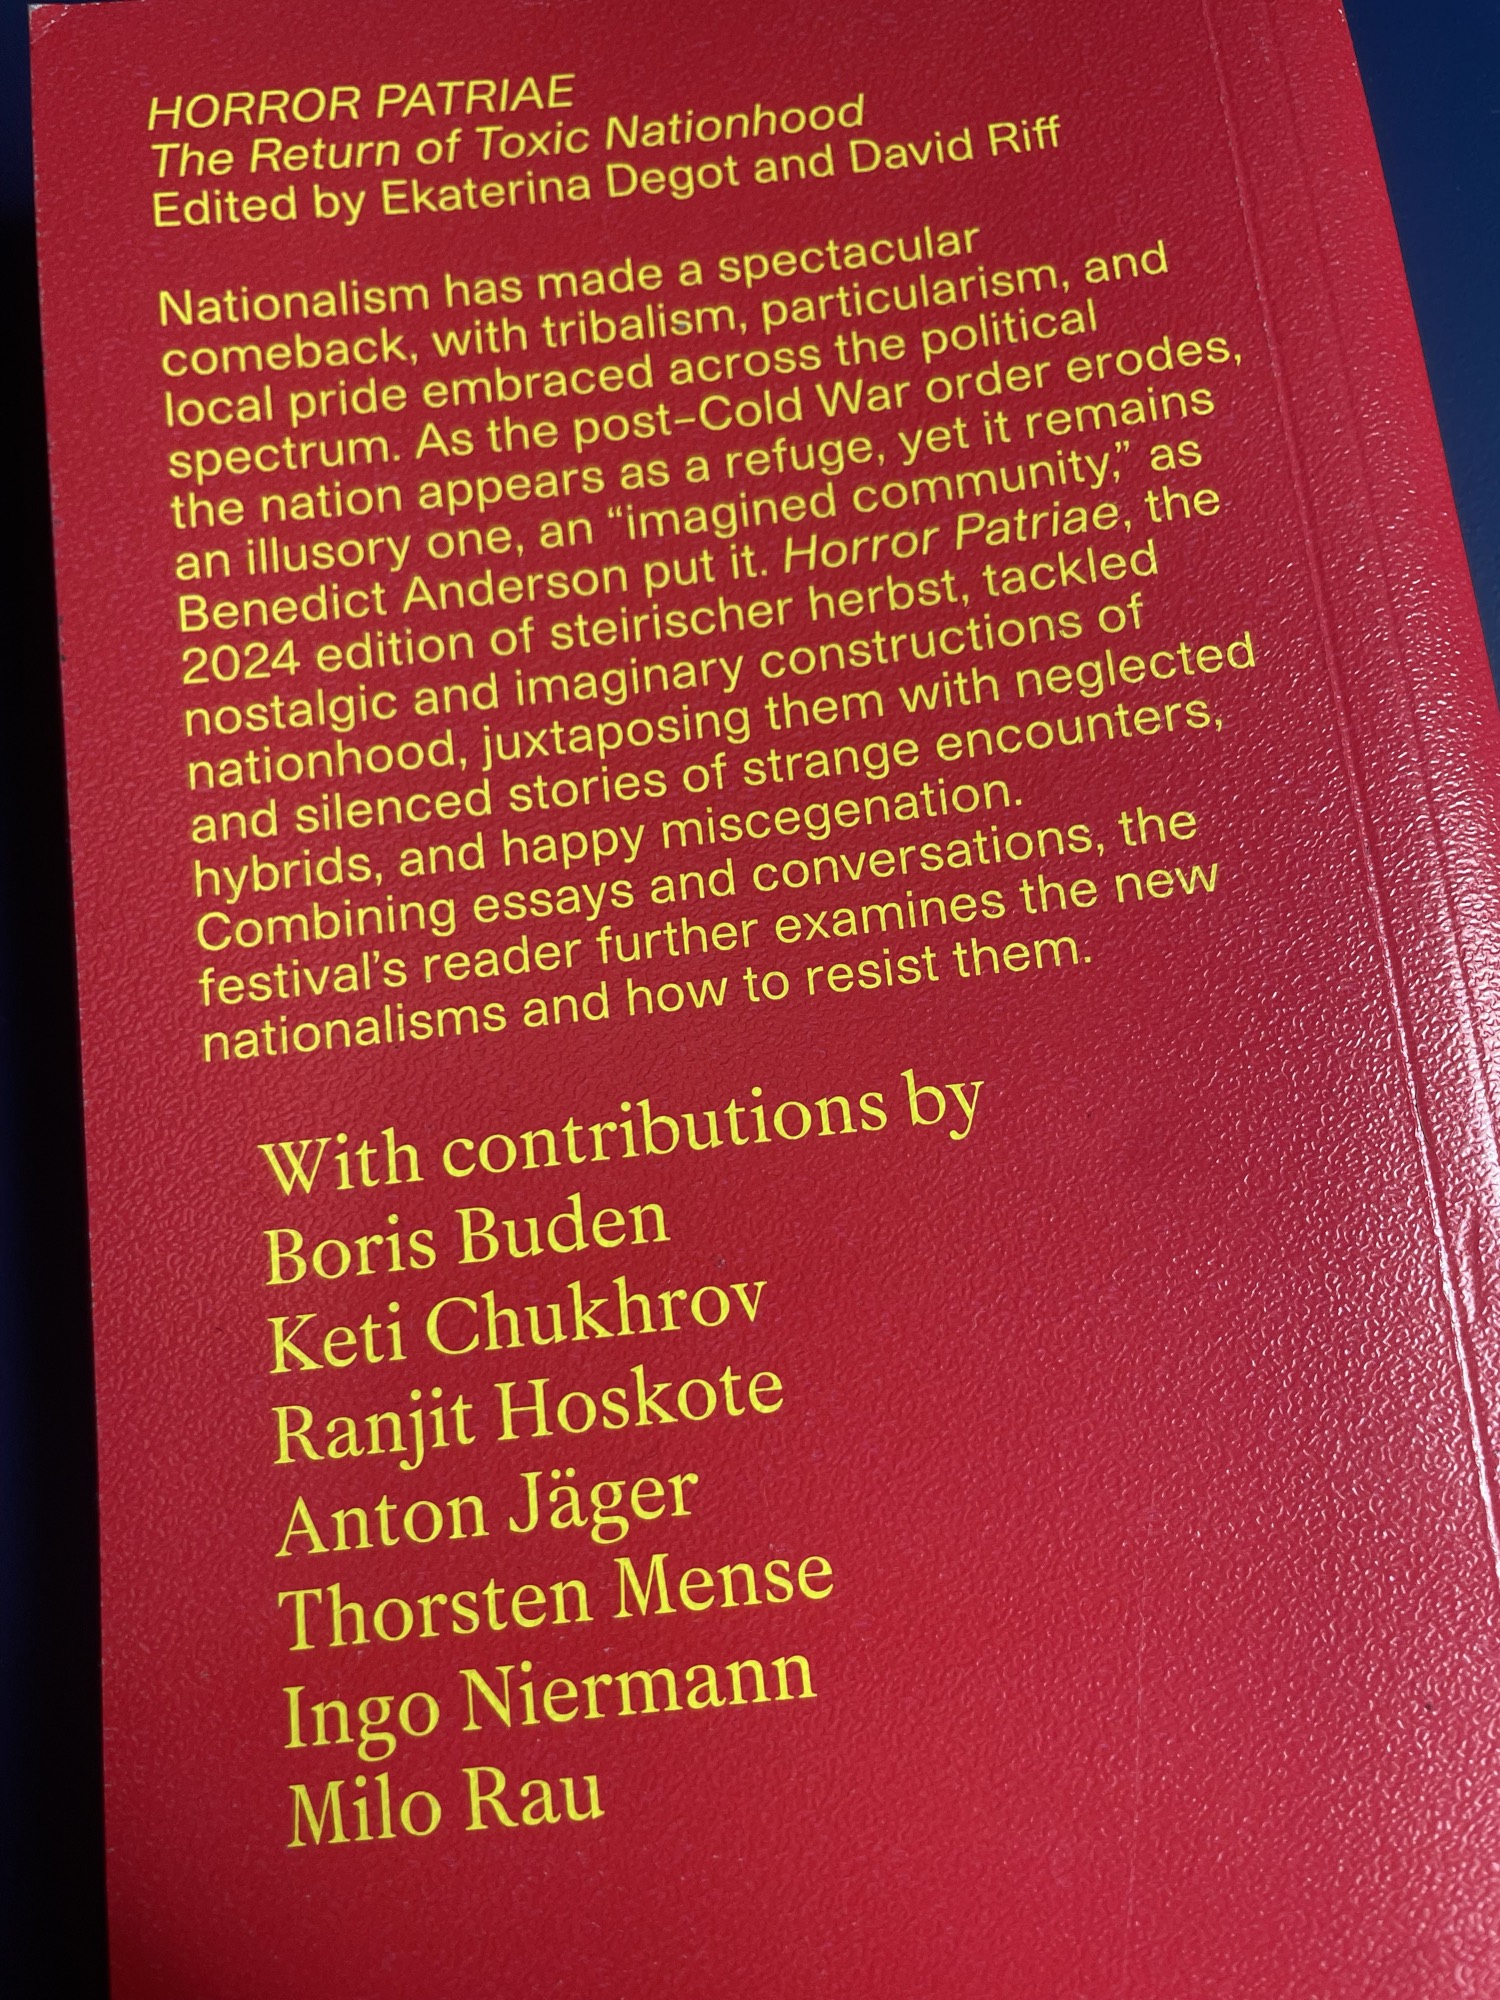 HORROR PATRIAE
The Return of Toxic Nationhood
Edited by Ekaterina Degot and David Riff
Nationalism has made a spectacular
comeback, with tribalism, particularism, and
local pride embraced across the political
spectrum. As the post–Cold War order erodes,
the nation appears as a refuge, yet it remains
an illusory one, an “imagined community,” as
Benedict Anderson put it. Horror Patriae, the
2024 edition of steirischer herbst, tackled
nostalgic and imaginary constructions of
nationhood, juxtaposing them with neglected
and silenced stories of strange encounters,
hybrids, and happy miscegenation.
Combining essays and conversations, the
festival’s reader further examines the new
nationalisms and how to resist them.
With contributions by
Boris Buden
Keti Chukhrov
Ranjit Hoskote
Anton Jäger
Thorsten Mense
Ingo Niermann
Milo Rau